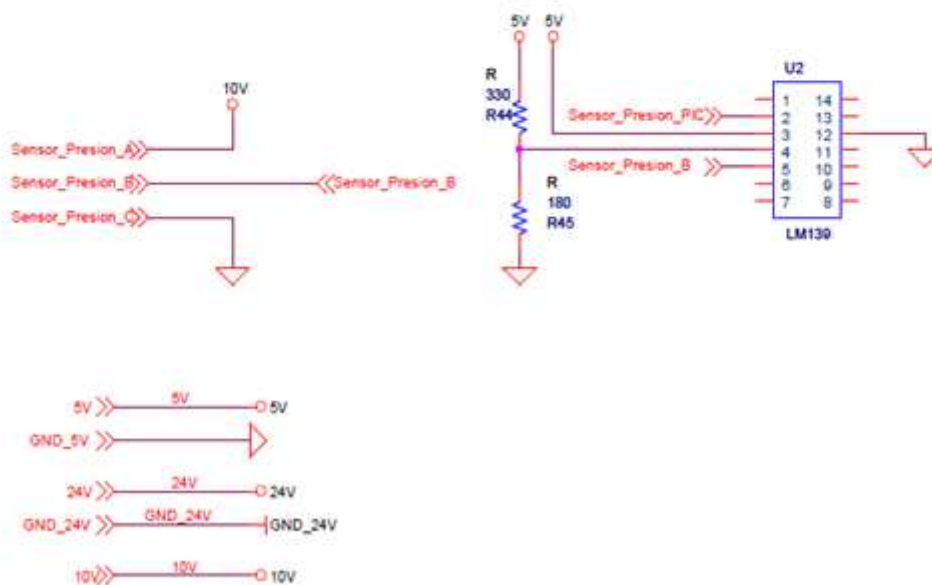 10V
Sensor_Presion_A
Sensor_Presion_B
Sensor_Presion_B
Sensor_Presion_C
5V
5V
R
330
R44
R
180
R45
Sensor_Presion_PIC
Sensor_Presion_B
U2
1 14
2 13
3 12
4 11
5 10
6 9
7 8
LM139
5V
5V
5V
GND_5V
24V
24V
24V
GND_24V
GND_24V
GND_24V
10V
10V
10V